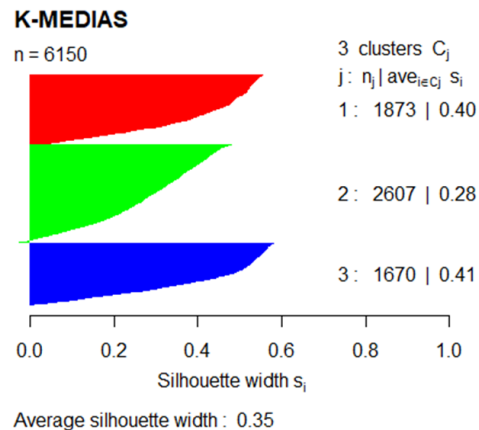 K-MEDIAS
n = 6150
3 clusters Cj
j : nj | avei∈Cj si
1 : 1873 | 0.40
2 : 2607 | 0.28
3 : 1670 | 0.41
0.0 0.2 0.4 0.6 0.8 1.0
Silhouette width si
Average silhouette width : 0.35